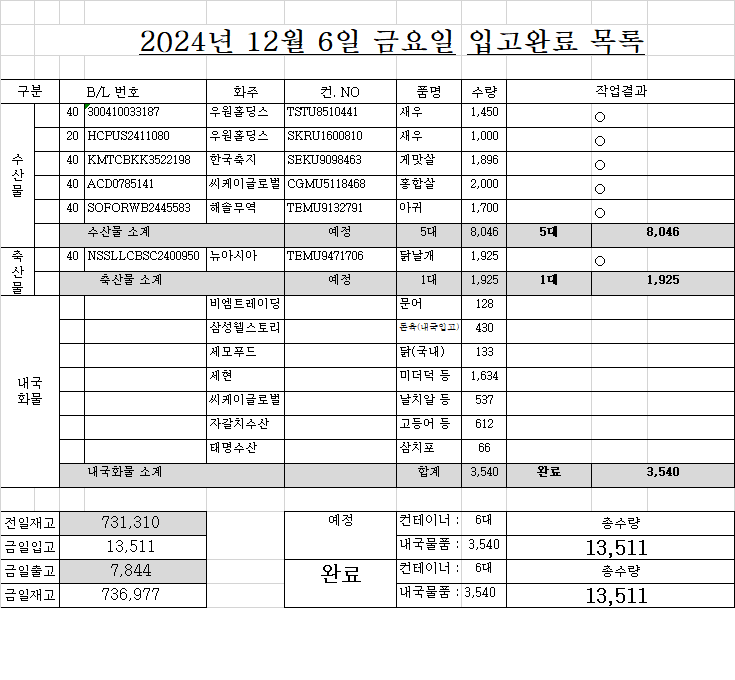 2024년 12월 6일 금요일 입고완료 목록
구분 B/L 번호 화주 컨. NO 품명 수량 작업결과
수산물 40 300410033187 우원홀딩스 TSTU8510441 새우 1,450 ○
20 HCPUS2411080 우원홀딩스 SKRU1600810 새우 1,000 ○
40 KMTCBKK3522198 한국축지 SEKU9098463 게맛살 1,896 ○
40 ACD0785141 씨케이글로벌 CGMU5118468 홍합살 2,000 ○
40 SOFORWB2445583 해솔무역 TEMU9132791 아귀 1,700 ○
수산물 소계 예정 5대 8,046 5대 8,046
축산물 40 NSSLLCBSC2400950 뉴아시아 TEMU9471706 닭날개 1,925 ○
축산물 소계 예정 1대 1,925 1대 1,925
내국화물 비엠트레이딩 문어 128
삼성웰스토리 돈육(내국입고) 430
세모푸드 닭(국내) 133
세현 미더덕 등 1,634
씨케이글로벌 날치알 등 537
자갈치수산 고등어 등 612
태명수산 삼치포 66
내국화물 소계 합계 3,540 완료 3,540
전일재고 731,310 예정 컨테이너 : 6대 총수량
금일입고 13,511 내국물품 : 3,540 13,511
금일출고 7,844 완료 컨테이너 : 6대 총수량
금일재고 736,977 내국물품 : 3,540 13,511